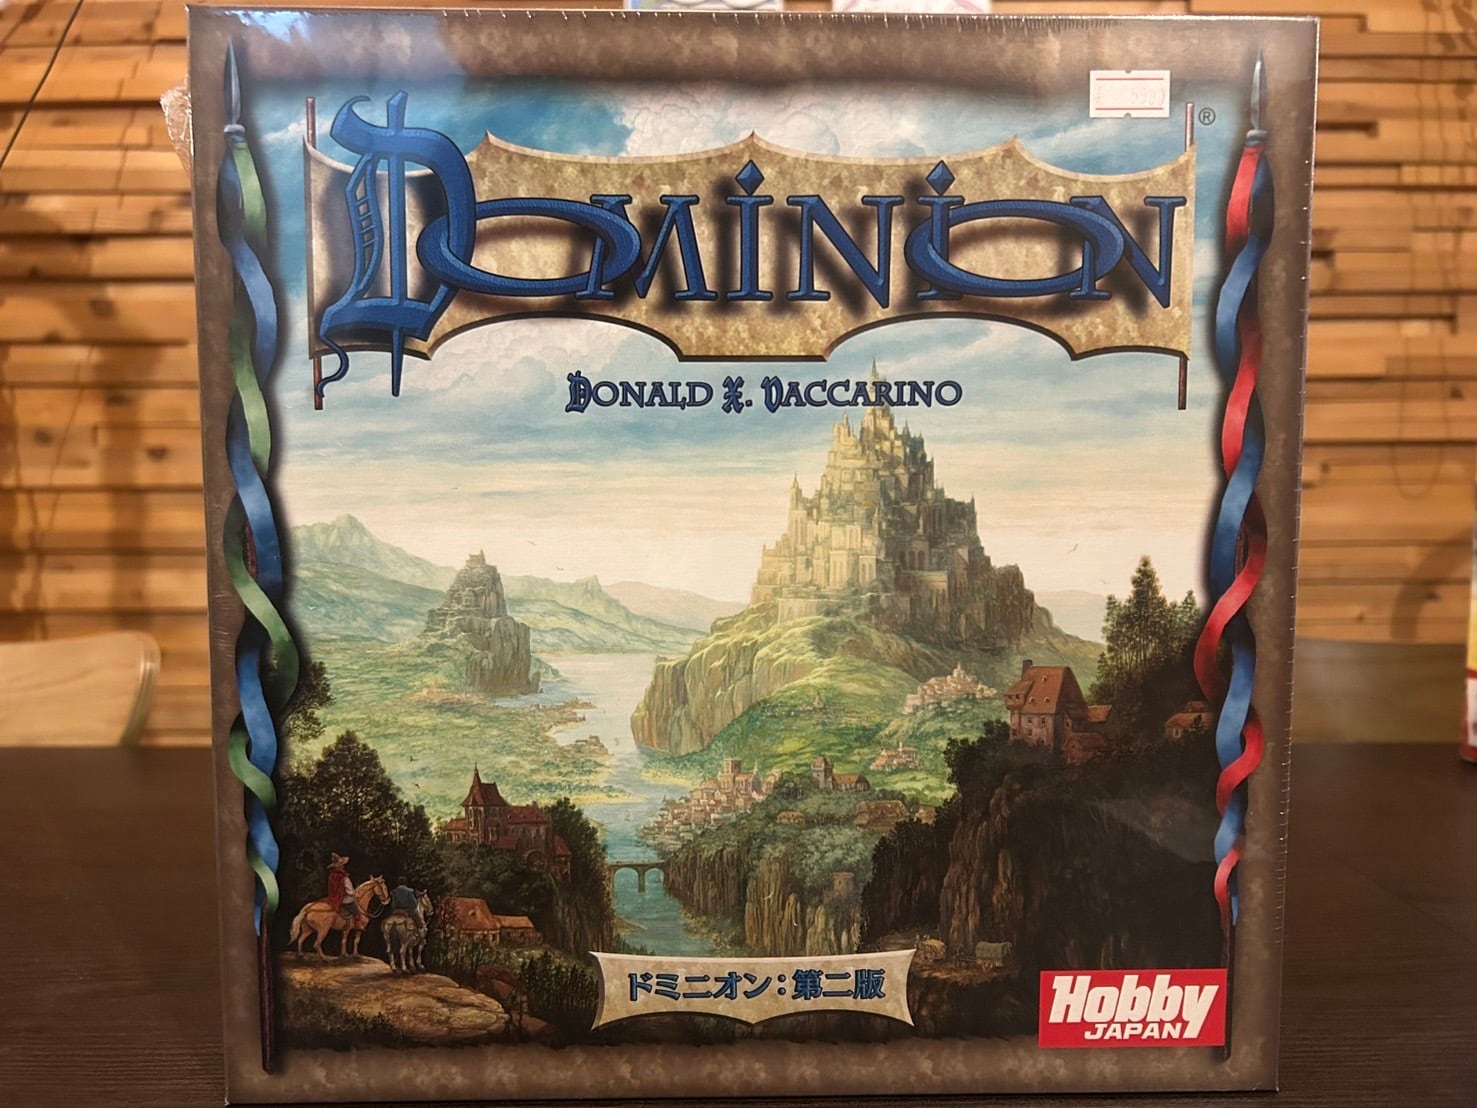 DOMINION
®
DONALD X. VACCARINO
ドミニオン：第二版
Hobby
JAPAN